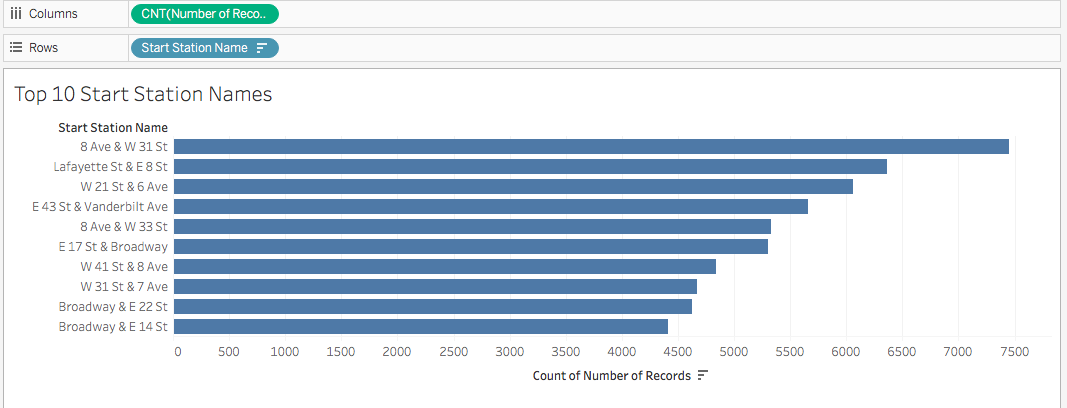 Columns CNT(Number of Reco..
Rows Start Station Name
Top 10 Start Station Names
Start Station Name
8 Ave & W 31 St
Lafayette St & E 8 St
W 21 St & 6 Ave
E 43 St & Vanderbilt Ave
8 Ave & W 33 St
E 17 St & Broadway
W 41 St & 8 Ave
W 31 St & 7 Ave
Broadway & E 22 St
Broadway & E 14 St
0 500 1000 1500 2000 2500 3000 3500 4000 4500 5000 5500 6000 6500 7000 7500
Count of Number of Records